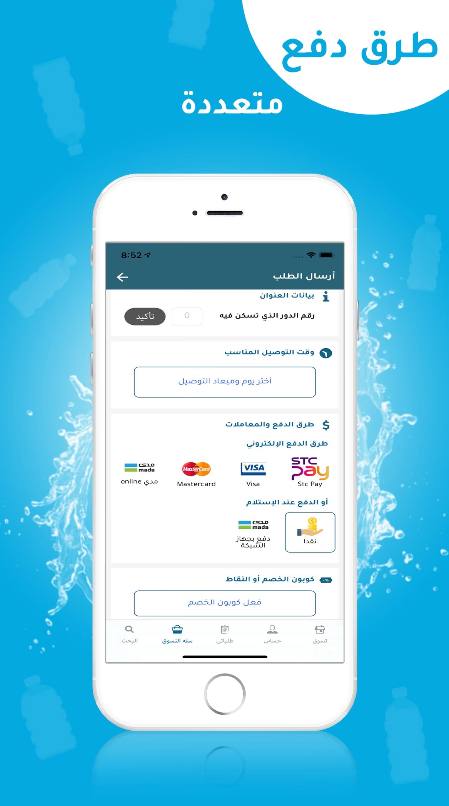 طرق دفع
متعددة
8:52
أرسال الطلب
بيانات العنوان
رقم الدور الذي تسكن فيه
0
تأكيد
وقت التوصيل المناسب
أختر يوم وميعاد التوصيل
طرق الدفع والمعاملات
طرق الدفع الإلكتروني
stc pay
VISA
MasterCard
مدى
mada
Stc Pay
Visa
Mastercard
مدي online
أو الدفع عند الإستلام
مدى
mada
نقدا
دفع بجهاز الشبكة
كوبون الخصم أو النقاط
فعل كوبون الخصم
تسوق
حسابي
طلباتي
سله التسوق
البحث